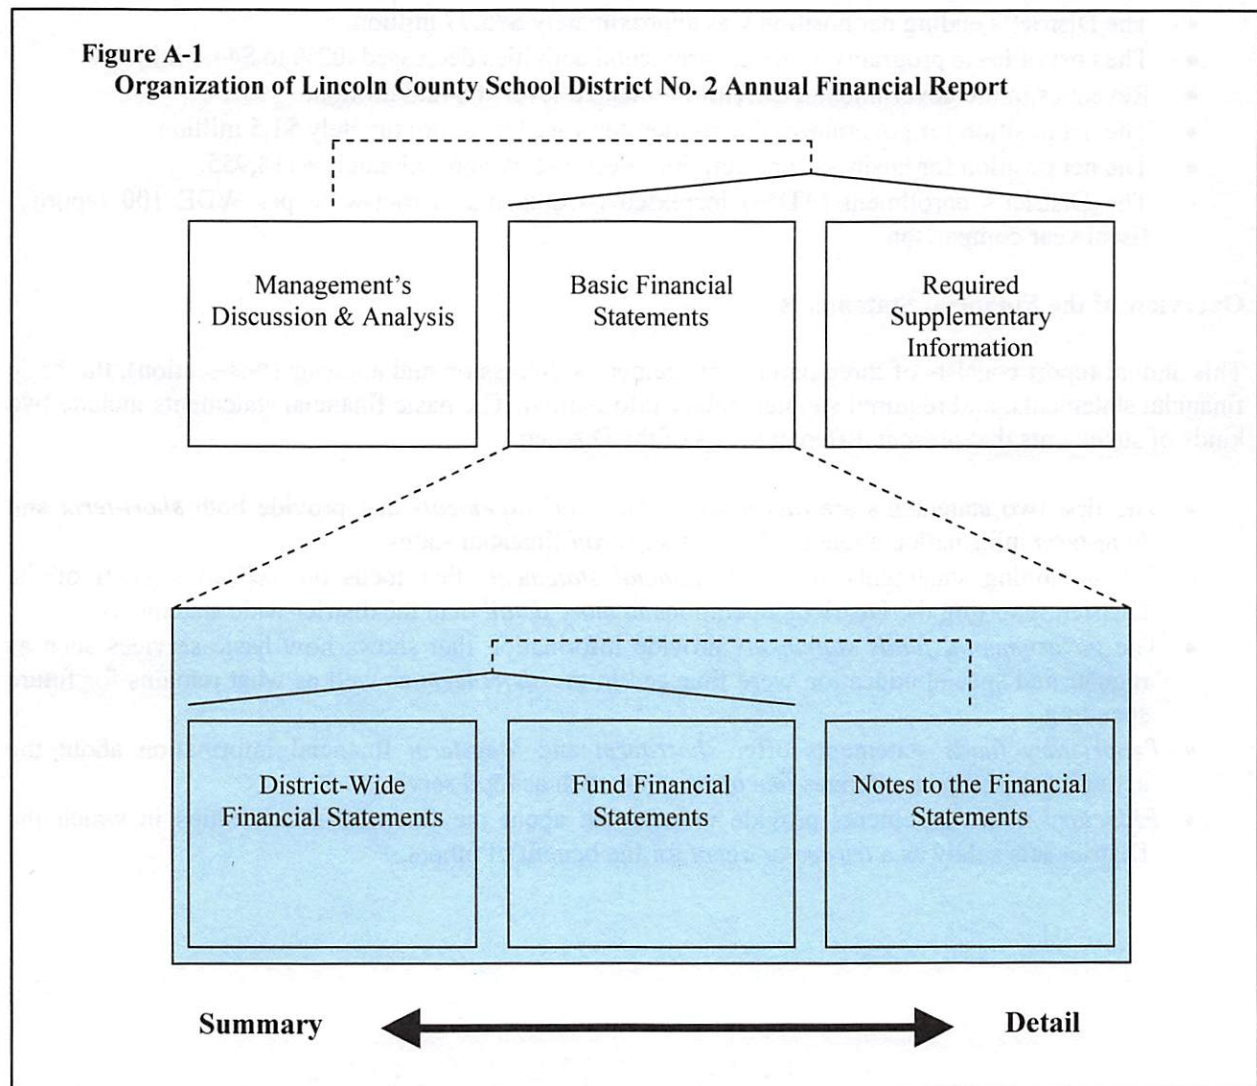 Figure A-1
Organization of Lincoln County School District No. 2 Annual Financial Report
Management's
Discussion & Analysis
Basic Financial
Statements
Required
Supplementary
Information
District-Wide
Financial Statements
Fund Financial
Statements
Notes to the Financial
Statements
Summary
Detail